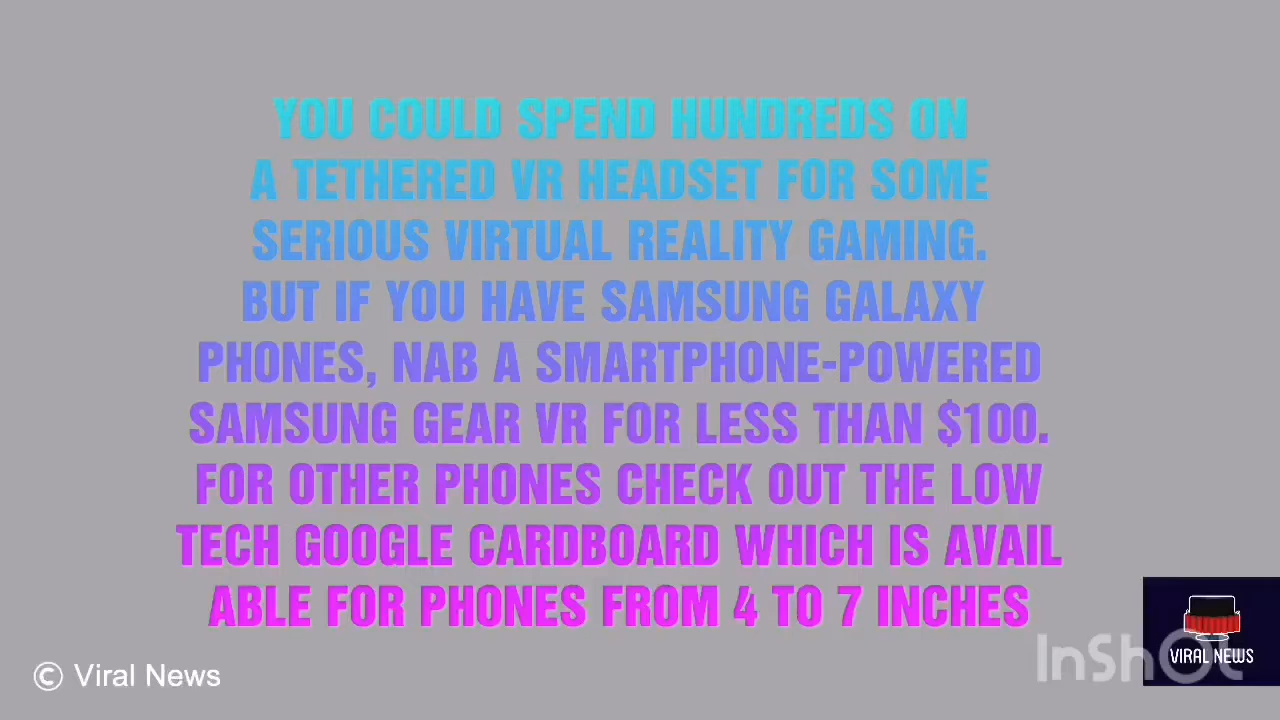 YOU COULD SPEND HUNDREDS ON
A TETHERED VR HEADSET FOR SOME
SERIOUS VIRTUAL REALITY GAMING.
BUT IF YOU HAVE SAMSUNG GALAXY
PHONES, NAB A SMARTPHONE-POWERED
SAMSUNG GEAR VR FOR LESS THAN $100.
FOR OTHER PHONES CHECK OUT THE LOW
TECH GOOGLE CARDBOARD WHICH IS AVAIL
ABLE FOR PHONES FROM 4 TO 7 INCHES
© Viral News
InShOt
VIRAL NEWS